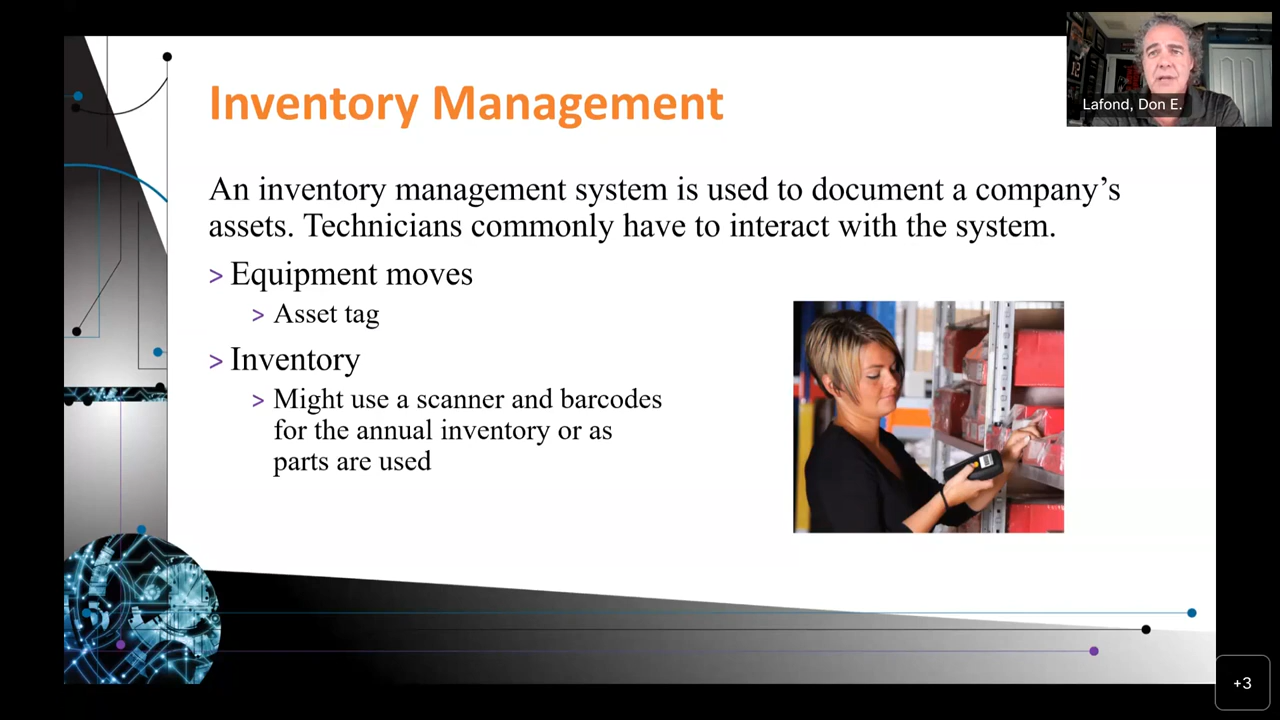 Inventory Management
Lafond, Don E.
An inventory management system is used to document a company's
assets. Technicians commonly have to interact with the system.
> Equipment moves
> Asset tag
> Inventory
> Might use a scanner and barcodes
for the annual inventory or as
parts are used
+3